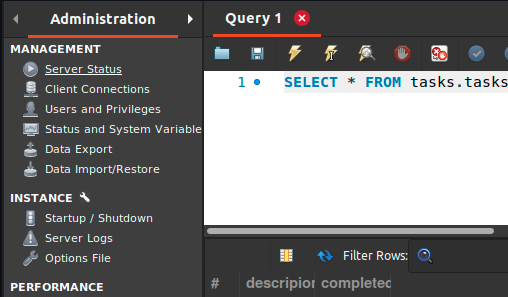 Administration
Query 1
MANAGEMENT
Server Status
Client Connections
Users and Privileges
Status and System Variable
Data Export
Data Import/Restore
INSTANCE
Startup / Shutdown
Server Logs
Options File
PERFORMANCE
1 SELECT * FROM tasks.tasks
Filter Rows:
# descripion completed